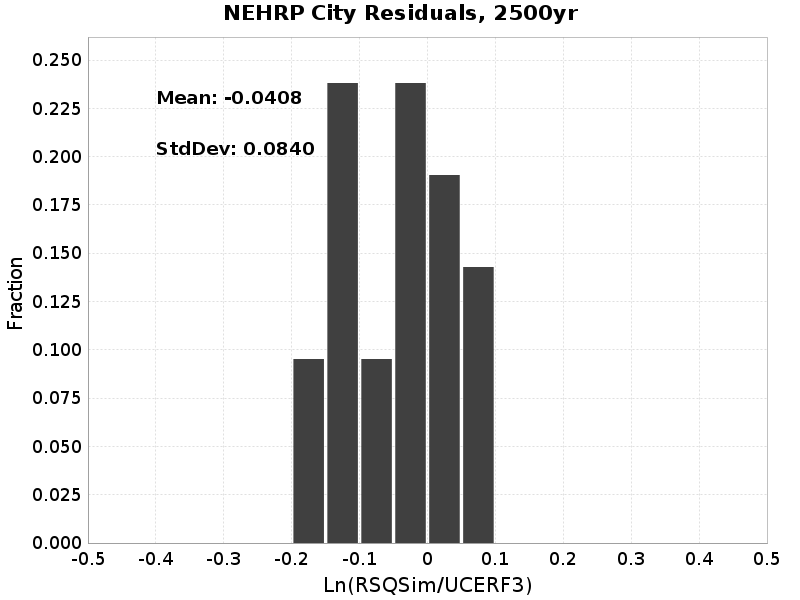 NEHRP City Residuals, 2500yr
0.250
Mean: -0.0408
0.225
StdDev: 0.0840
0.200
0.175
0.150
Fraction
0.125
0.100
0.075
0.050
0.025
0.000
-0.5 -0.4 -0.3 -0.2 -0.1 0 0.1 0.2 0.3 0.4 0.5
Ln(RSQSim/UCERF3)